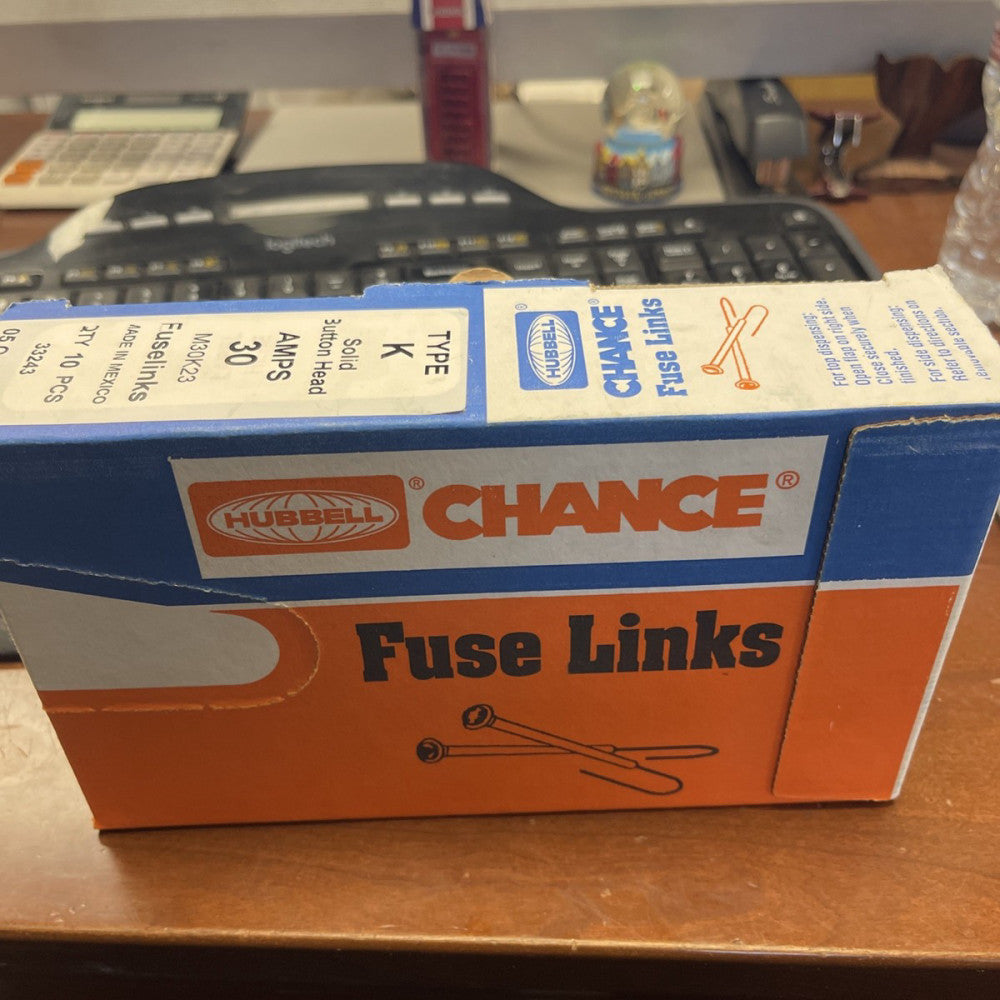 logitech
TYPE
K
Solid
Button Head
AMPS
30
M30K23
Fuselinks
MADE IN MEXICO
QTY 10 PCS
33243
HUBBELL
®
CHANCE®
Fuse Links
For top dispensing:
Open flap on right side.
Close securely when
finished.
For side dispensing:
Refer to directions on
HUBBELL
® CHANCE ®
Fuse Links